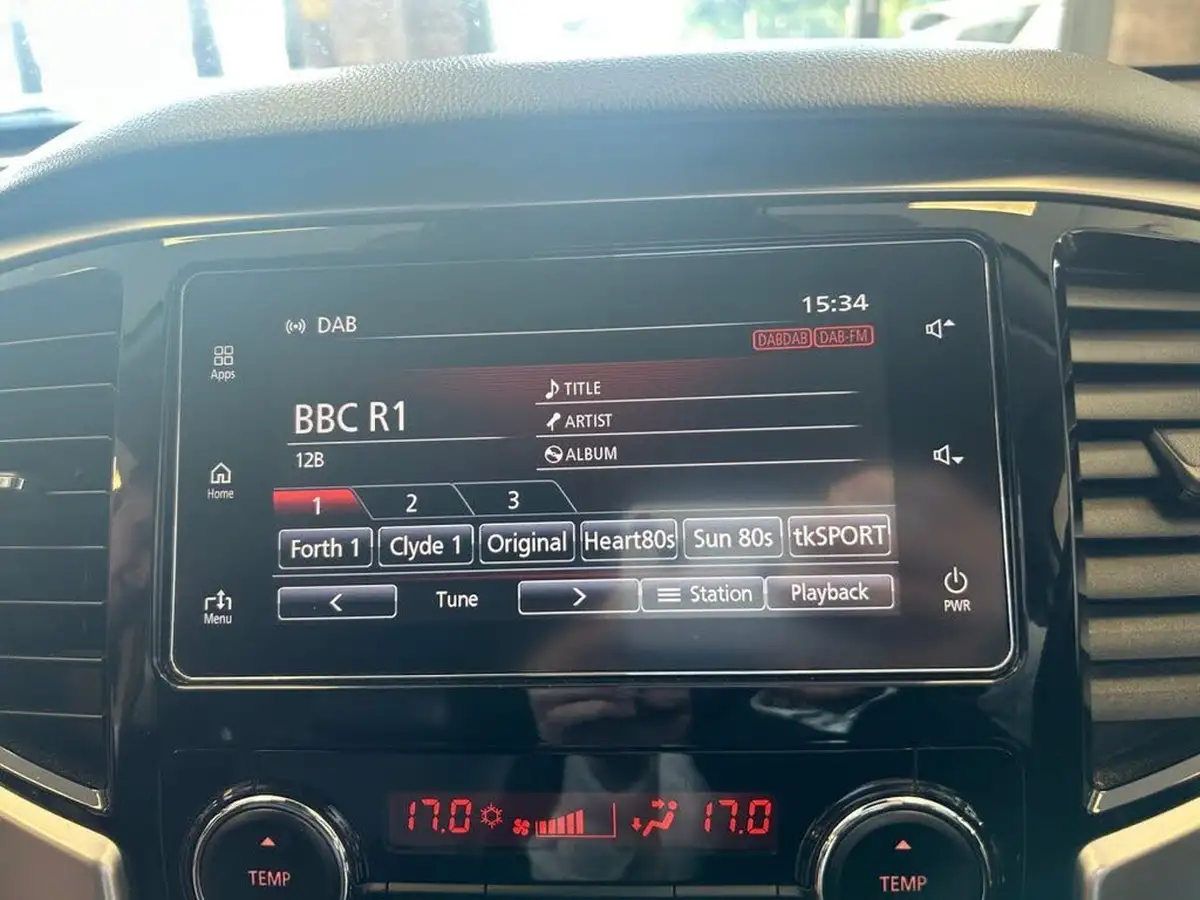 DAB
15:34
DABDAB DAB-FM
Apps
TITLE
BBC R1
ARTIST
12B
ALBUM
Home
1 2 3
Forth 1 Clyde 1 Original Heart80s Sun 80s tkSPORT
< Tune > Station Playback
Menu
PWR
17.0 17.0
TEMP TEMP